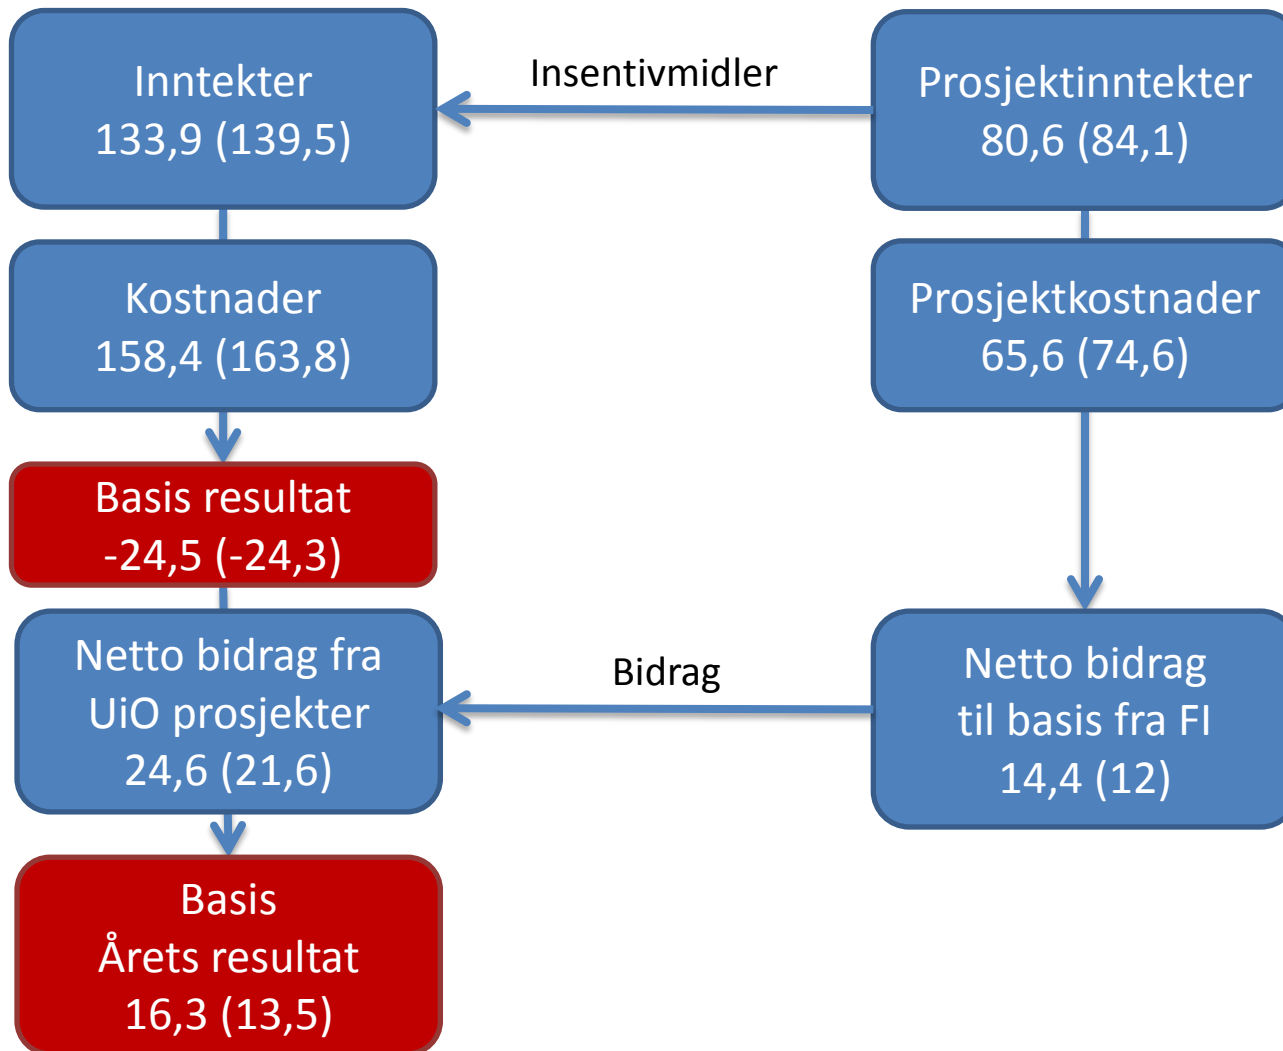 Inntekter
133,9 (139,5)
Insentivmidler
Prosjektinntekter
80,6 (84,1)
Kostnader
158,4 (163,8)
Prosjektkostnader
65,6 (74,6)
Basis resultat
-24,5 (-24,3)
Netto bidrag fra
UiO prosjekter
24,6 (21,6)
Bidrag
Netto bidrag
til basis fra FI
14,4 (12)
Basis
Årets resultat
16,3 (13,5)